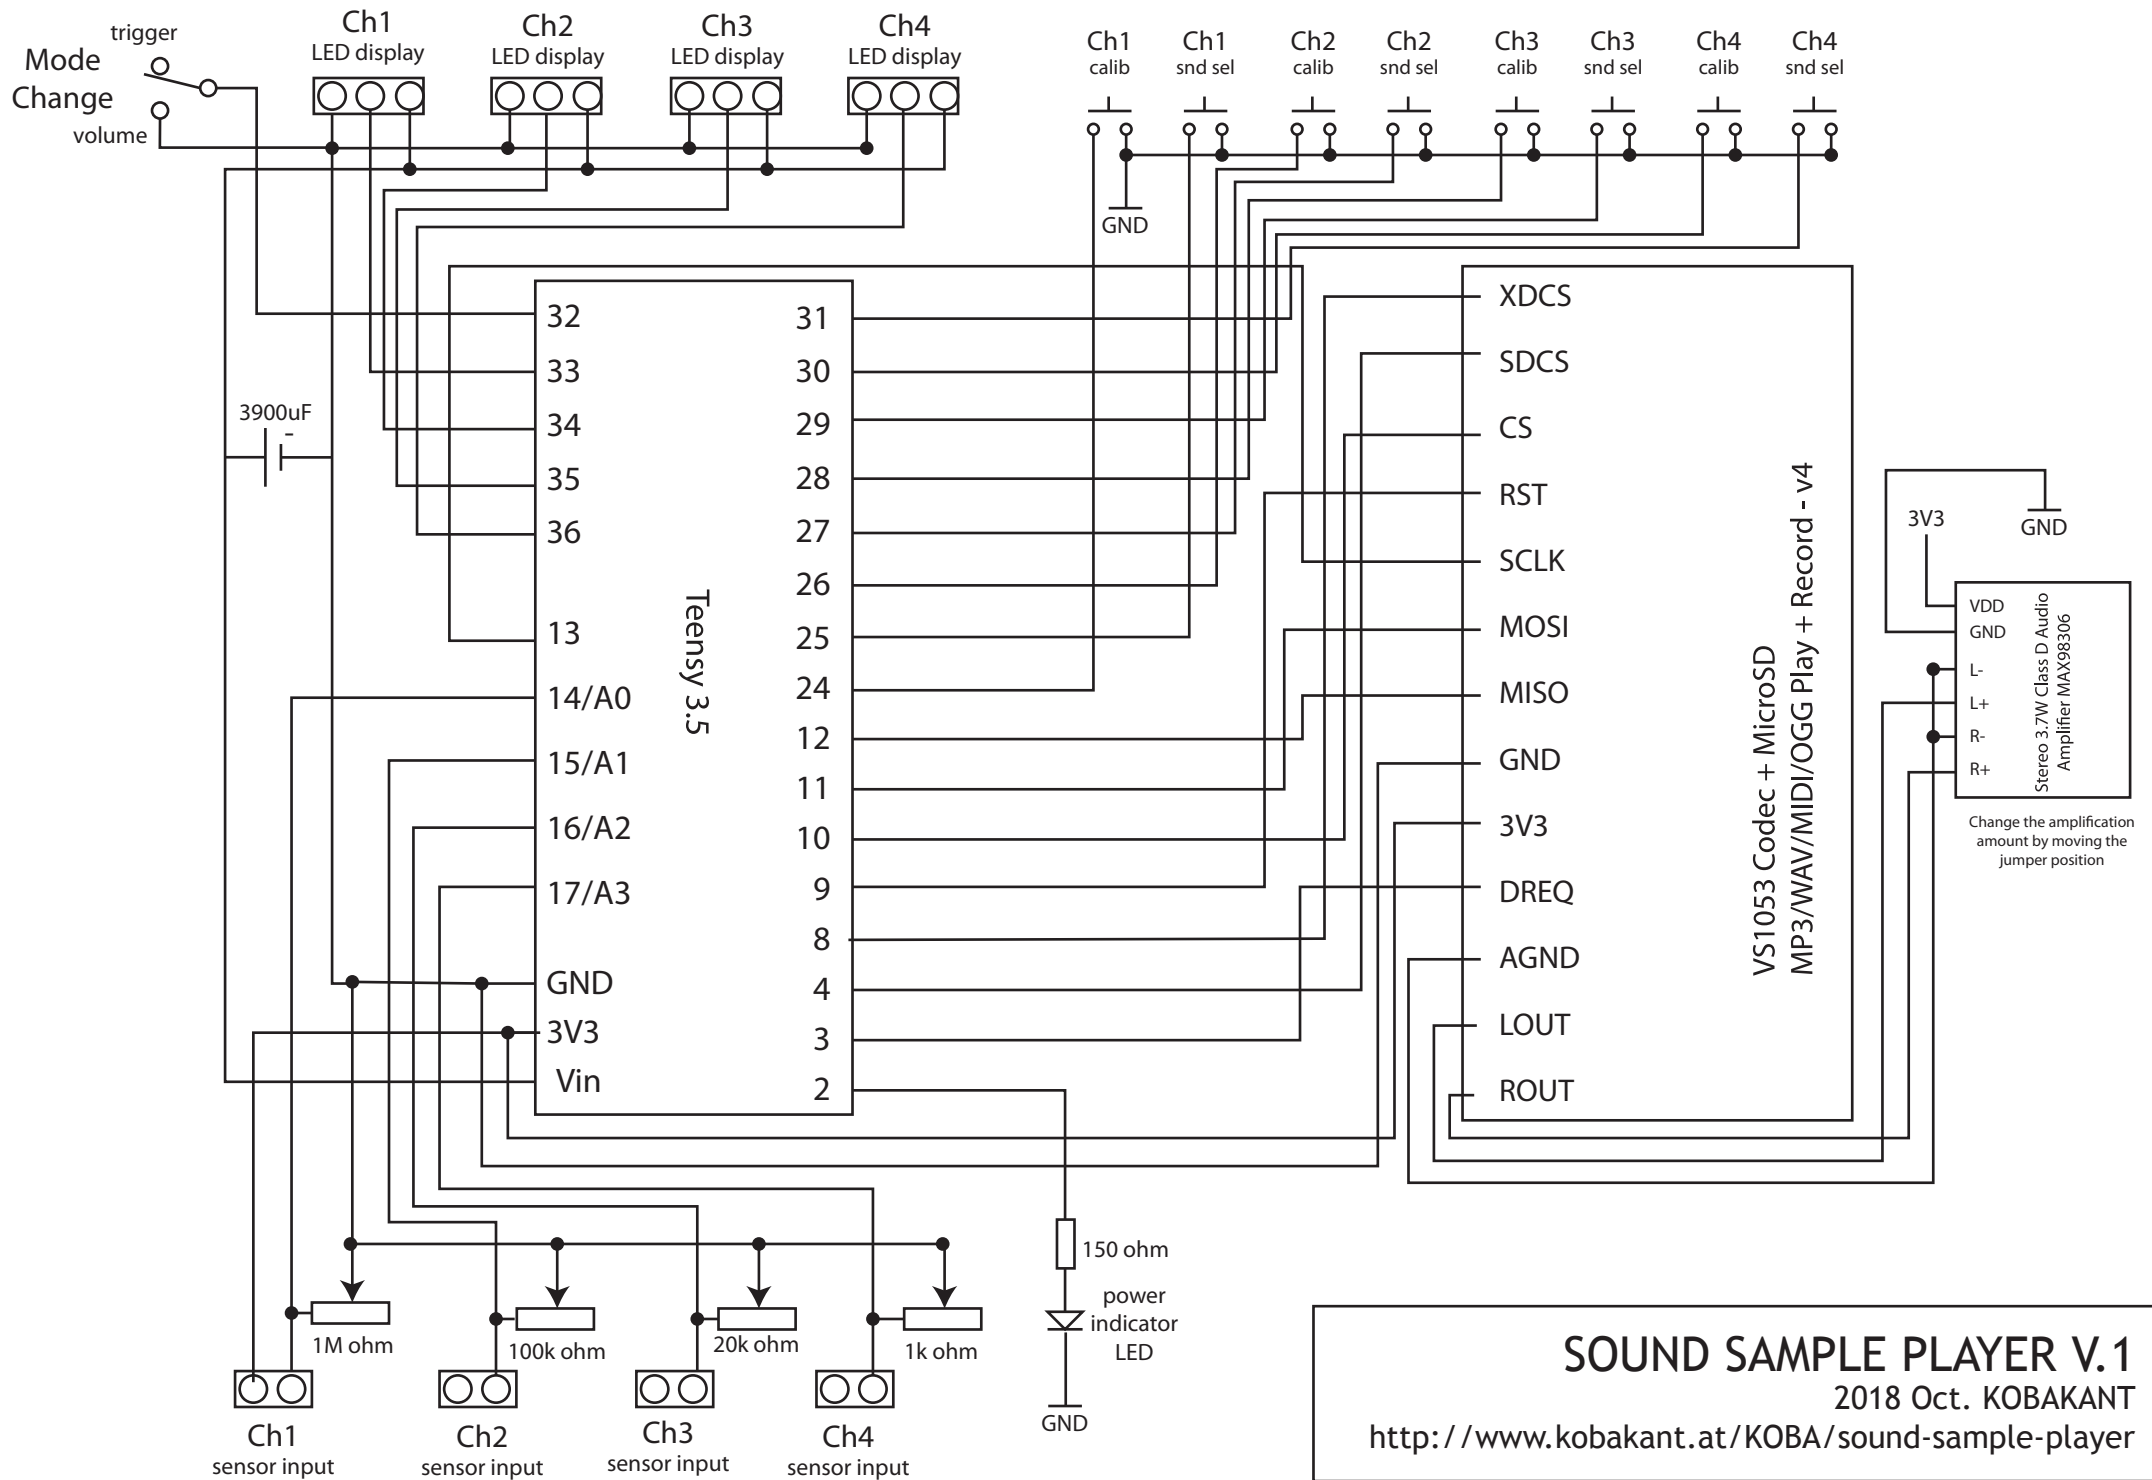 Mode
Change
trigger
volume
Ch1
LED display
Ch2
LED display
Ch3
LED display
Ch4
LED display
Ch1
calib
Ch1
snd sel
Ch2
calib
Ch2
snd sel
Ch3
calib
Ch3
snd sel
Ch4
calib
Ch4
snd sel
GND
3900uF
-
32
33
34
35
36
13
14/A0
15/A1
16/A2
17/A3
GND
3V3
Vin
Teensy 3.5
31
30
29
28
27
26
25
24
12
11
10
9
8
4
3
2
XDCS
SDCS
CS
RST
SCLK
MOSI
MISO
GND
3V3
DREQ
AGND
LOUT
ROUT
VS1053 Codec + MicroSD
MP3/WAV/MIDI/OGG Play + Record - v4
3V3
GND
VDD
GND
L-
L+
R-
R+
Stereo 3.7W Class D Audio
Amplifier MAX98306
Change the amplification
amount by moving the
jumper position
1M ohm
100k ohm
20k ohm
1k ohm
150 ohm
power
indicator
LED
GND
Ch1
sensor input
Ch2
sensor input
Ch3
sensor input
Ch4
sensor input
SOUND SAMPLE PLAYER V.1
2018 Oct. KOBAKANT
http://www.kobakant.at/KOBA/sound-sample-player